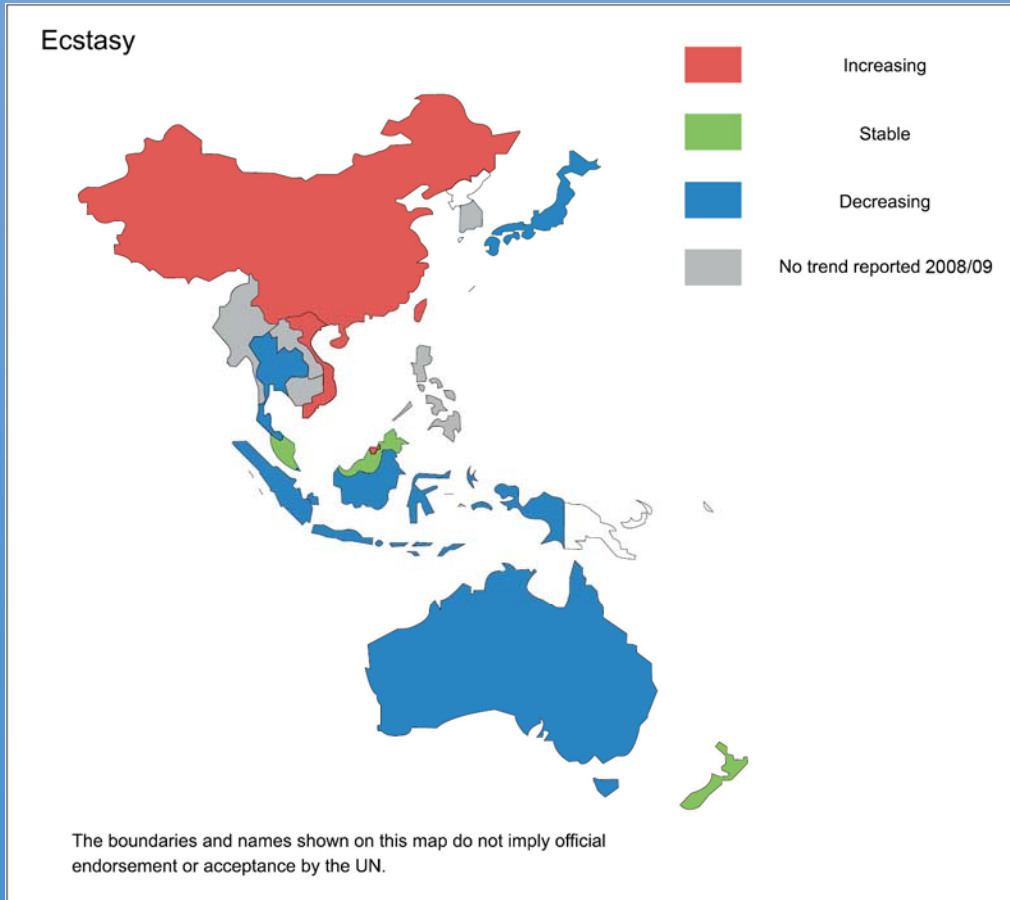 Ecstasy
Increasing
Stable
Decreasing
No trend reported 2008/09
The boundaries and names shown on this map do not imply official
endorsement or acceptance by the UN.